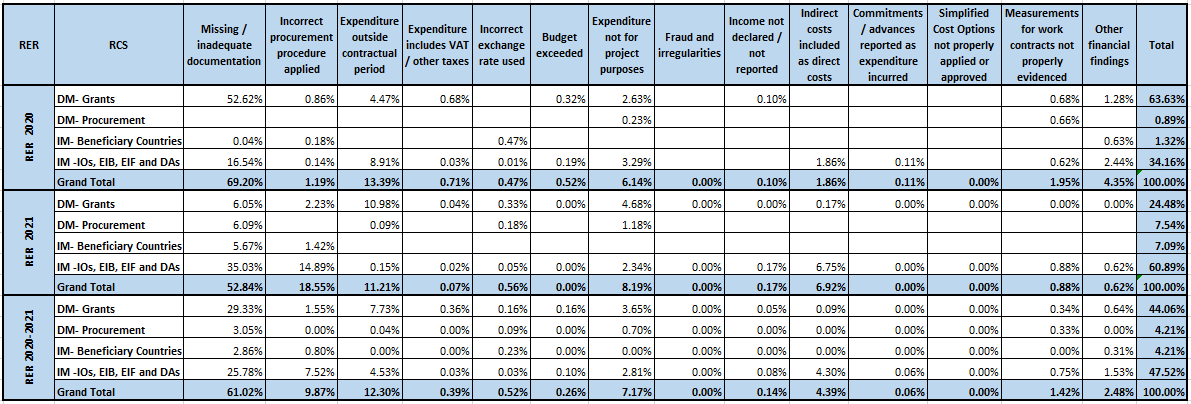 RER RCS Missing / inadequate documentation Incorrect procurement procedure applied Expenditure outside contractual period Expenditure includes VAT / other taxes Incorrect exchange rate used Budget exceeded Expenditure not for project purposes Fraud and irregularities Income not declared / not reported Indirect costs included as direct costs Commitments / advances reported as expenditure incurred Simplified Cost Options not properly applied or approved Measurements for work contracts not properly evidenced Other financial findings Total
RER 2020
DM- Grants 52.62% 0.86% 4.47% 0.68% 0.32% 2.63% 0.10% 0.68% 1.28% 63.63%
DM- Procurement 0.23% 0.66% 0.89%
IM- Beneficiary Countries 0.04% 0.18% 0.47% 0.63% 1.32%
IM -IOs, EIB, EIF and DAs 16.54% 0.14% 8.91% 0.03% 0.01% 0.19% 3.29% 1.86% 0.11% 0.62% 2.44% 34.16%
Grand Total 69.20% 1.19% 13.39% 0.71% 0.47% 0.52% 6.14% 0.00% 0.10% 1.86% 0.11% 0.00% 1.95% 4.35% 100.00%
RER 2021
DM- Grants 6.05% 2.23% 10.98% 0.04% 0.33% 0.00% 4.68% 0.00% 0.00% 0.17% 0.00% 0.00% 0.00% 0.00% 24.48%
DM- Procurement 6.09% 0.09% 0.18% 1.18% 7.54%
IM- Beneficiary Countries 5.67% 1.42% 7.09%
IM -IOs, EIB, EIF and DAs 35.03% 14.89% 0.15% 0.02% 0.05% 0.00% 2.34% 0.00% 0.17% 6.75% 0.00% 0.00% 0.88% 0.62% 60.89%
Grand Total 52.84% 18.55% 11.21% 0.07% 0.56% 0.00% 8.19% 0.00% 0.17% 6.92% 0.00% 0.00% 0.88% 0.62% 100.00%
RER 2020-2021
DM- Grants 29.33% 1.55% 7.73% 0.36% 0.16% 0.16% 3.65% 0.00% 0.05% 0.09% 0.00% 0.00% 0.34% 0.64% 44.06%
DM- Procurement 3.05% 0.00% 0.04% 0.00% 0.09% 0.00% 0.70% 0.00% 0.00% 0.00% 0.00% 0.00% 0.33% 0.00% 4.21%
IM- Beneficiary Countries 2.86% 0.80% 0.00% 0.00% 0.23% 0.00% 0.00% 0.00% 0.00% 0.00% 0.00% 0.00% 0.00% 0.31% 4.21%
IM -IOs, EIB, EIF and DAs 25.78% 7.52% 4.53% 0.03% 0.03% 0.10% 2.81% 0.00% 0.08% 4.30% 0.06% 0.00% 0.75% 1.53% 47.52%
Grand Total 61.02% 9.87% 12.30% 0.39% 0.52% 0.26% 7.17% 0.00% 0.14% 4.39% 0.06% 0.00% 1.42% 2.48% 100.00%